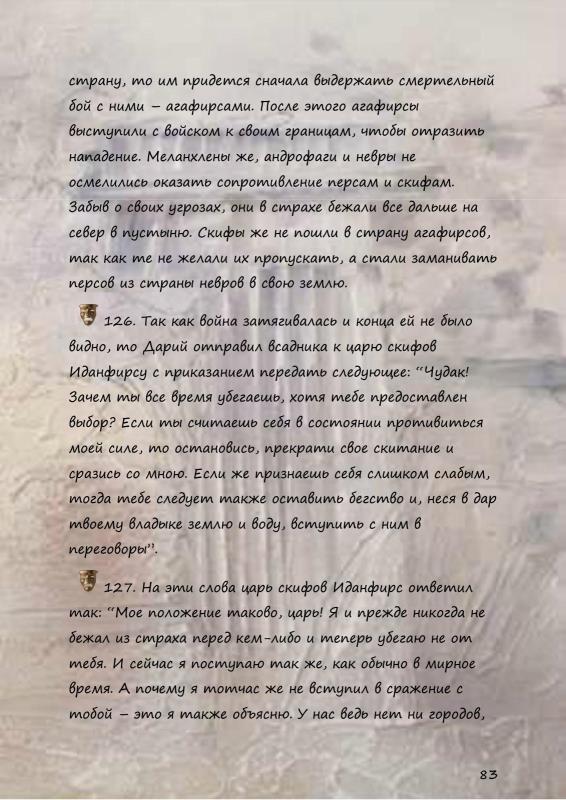 страну, то им придется сначала выдержать смертельный
бой с ними – агафирсами. После этого агафирсы
выступили с войском к своим границам, чтобы отразить
нападение. Меланхлены же, андрофаги и невры не
осмелились оказать сопротивление персам и скифам.
Забыв о своих угрозах, они в страхе бежали все дальше на
север в пустыню. Скифы же не пошли в страну агафирсов,
так как те не желали их пропускать, а стали заманивать
персов из страны невров в свою землю.
126. Так как война затягивалась и конца ей не было
видно, то Дарий отправил всадника к царю скифов
Иданфирсу с приказанием передать следующее: “Чудак!
Зачем ты все время убегаешь, хотя тебе предоставлен
выбор? Если ты считаешь себя в состоянии противиться
моей силе, то остановись, прекрати свое скитание и
сразись со мною. Если же признаешь себя слишком слабым,
тогда тебе следует также оставить бегство и, неся в дар
твоему владыке землю и воду, вступить с ним в
переговоры”.
127. На эти слова царь скифов Иданфирс ответил
так: “Мое положение таково, царь! Я и прежде никогда не
бежал из страха перед кем-либо и теперь убегаю не от
тебя. И сейчас я поступаю так же, как обычно в мирное
время. А почему я тотчас же не вступил в сражение с
тобой – это я также объясню. У нас ведь нет ни городов,
83